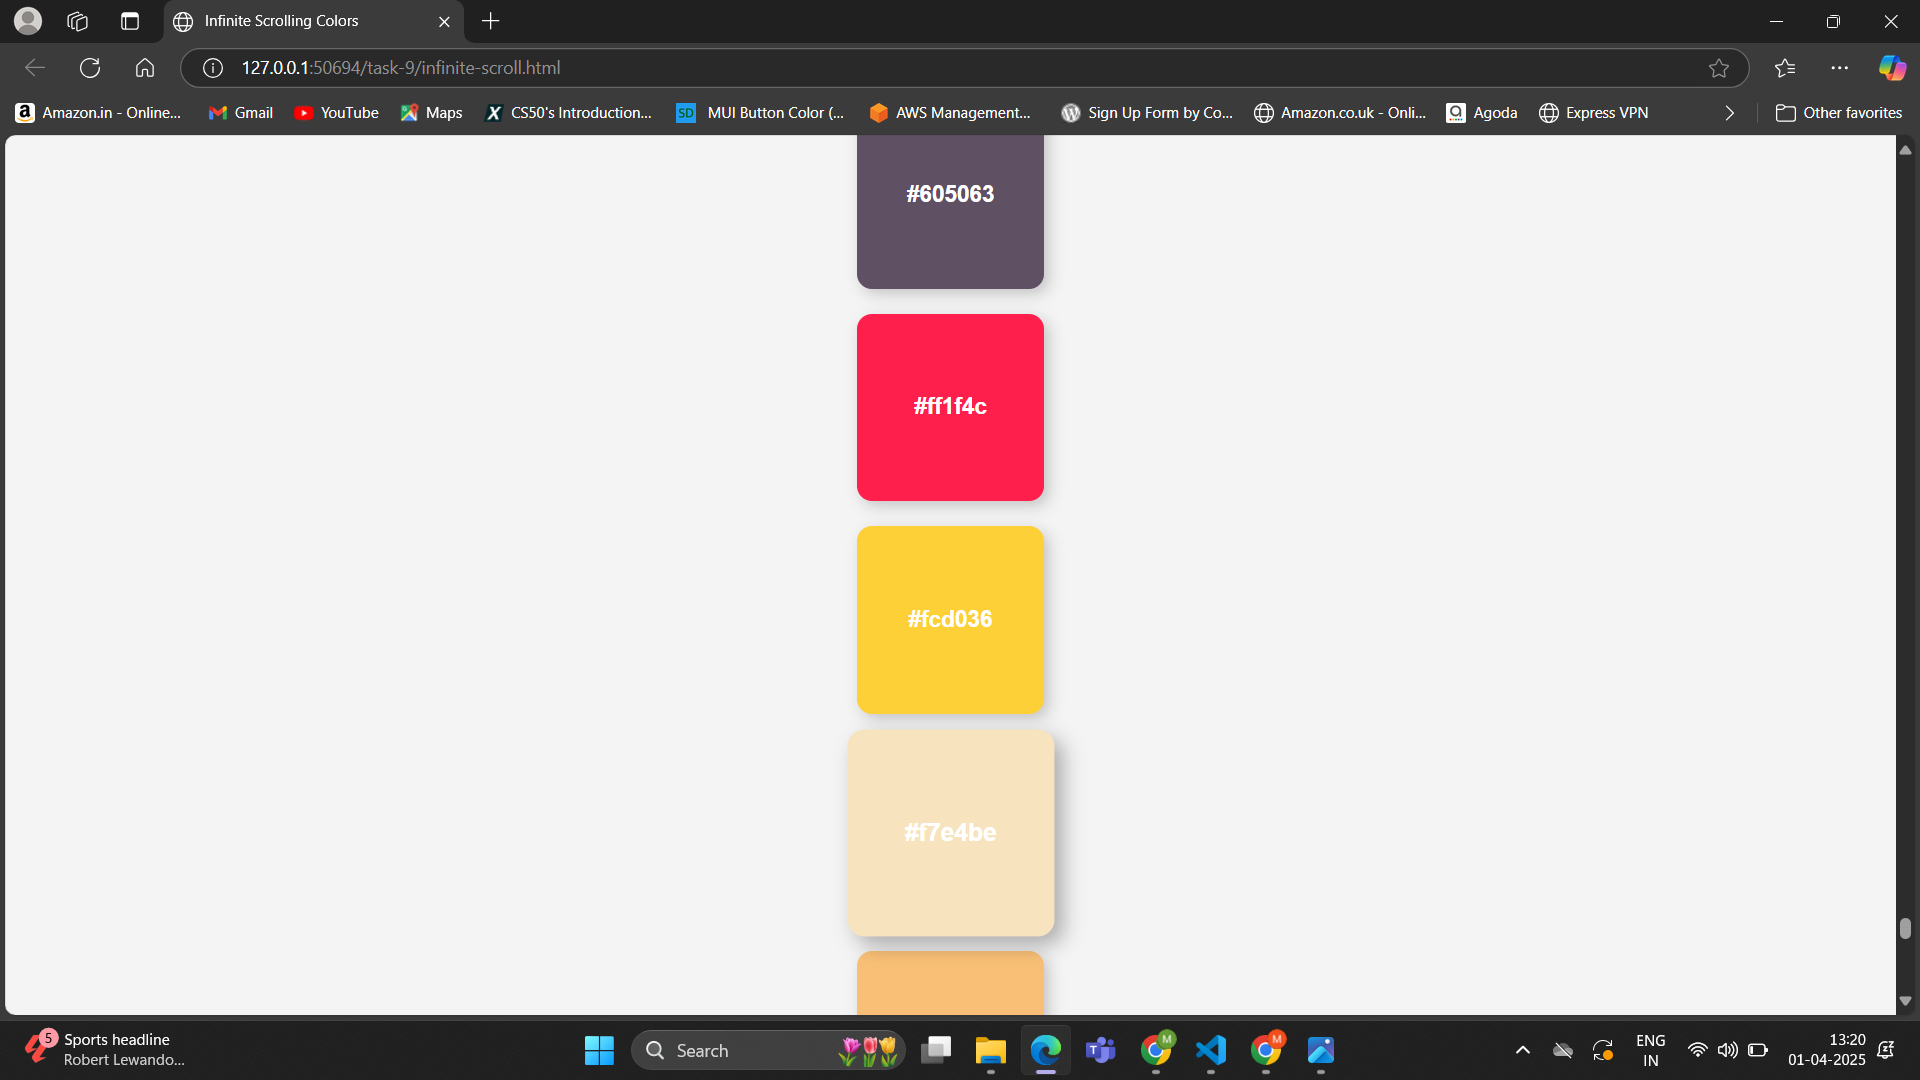 Infinite Scrolling Colors
127.0.0.1:50694/task-9/infinite-scroll.html
Amazon.in - Online...
Gmail
YouTube
Maps
CS50's Introduction...
SD
MUI Button Color (...
AWS Management...
Sign Up Form by Co...
Amazon.co.uk - Onli...
Agoda
Express VPN
Other favorites
#605063
#ff1f4c
#fcd036
#f7e4be
5
Sports headline
Robert Lewando...
Search
T
M
M
ENG
IN
13:20
01-04-2025